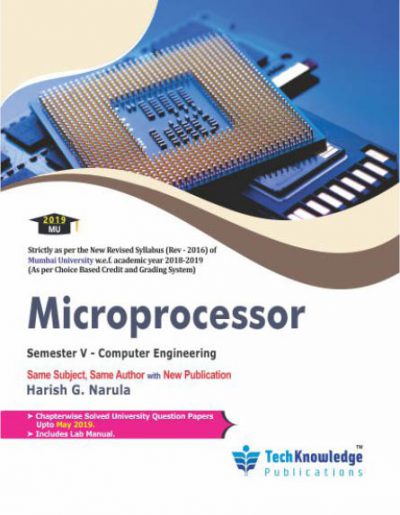 2019
MU
Strictly as per the New Revised Syllabus (Rev - 2016) of
Mumbai University w.e.f. academic year 2018-2019
(As per Choice Based Credit and Grading System)
Microprocessor
Semester V - Computer Engineering
Same Subject, Same Author with New Publication
Harish G. Narula
➤ Chapterwise Solved University Question Papers
Upto May 2019.
➤ Includes Lab Manual.
TechKnowledge™
Publications